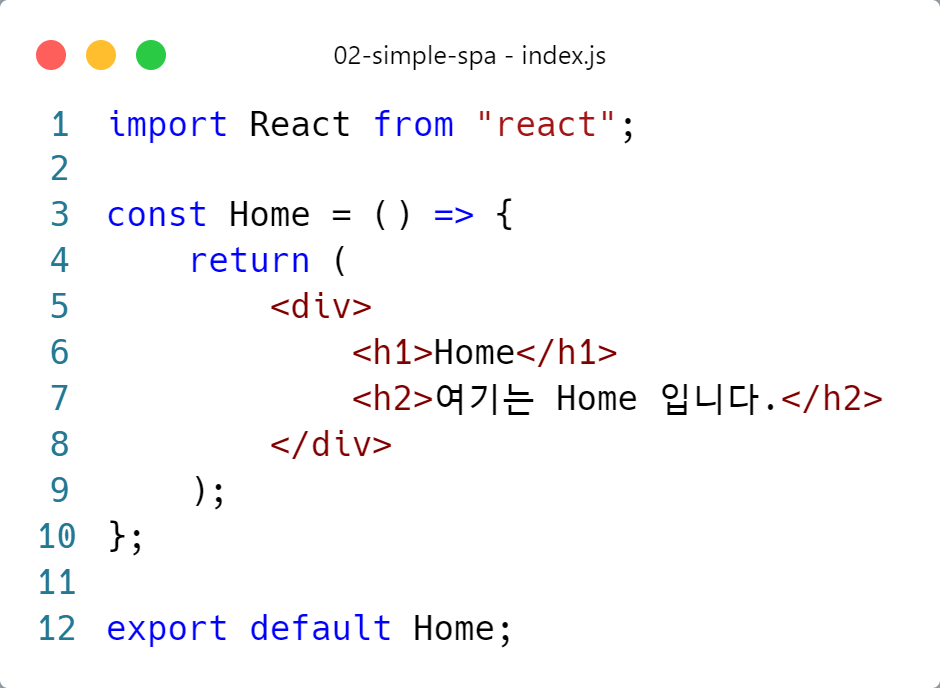 02-simple-spa - index.js
1 import React from "react";
2
3 const Home = () => {
4     return (
5         <div>
6             <h1>Home</h1>
7             <h2>여기는 Home 입니다.</h2>
8         </div>
9     );
10 };
11
12 export default Home;